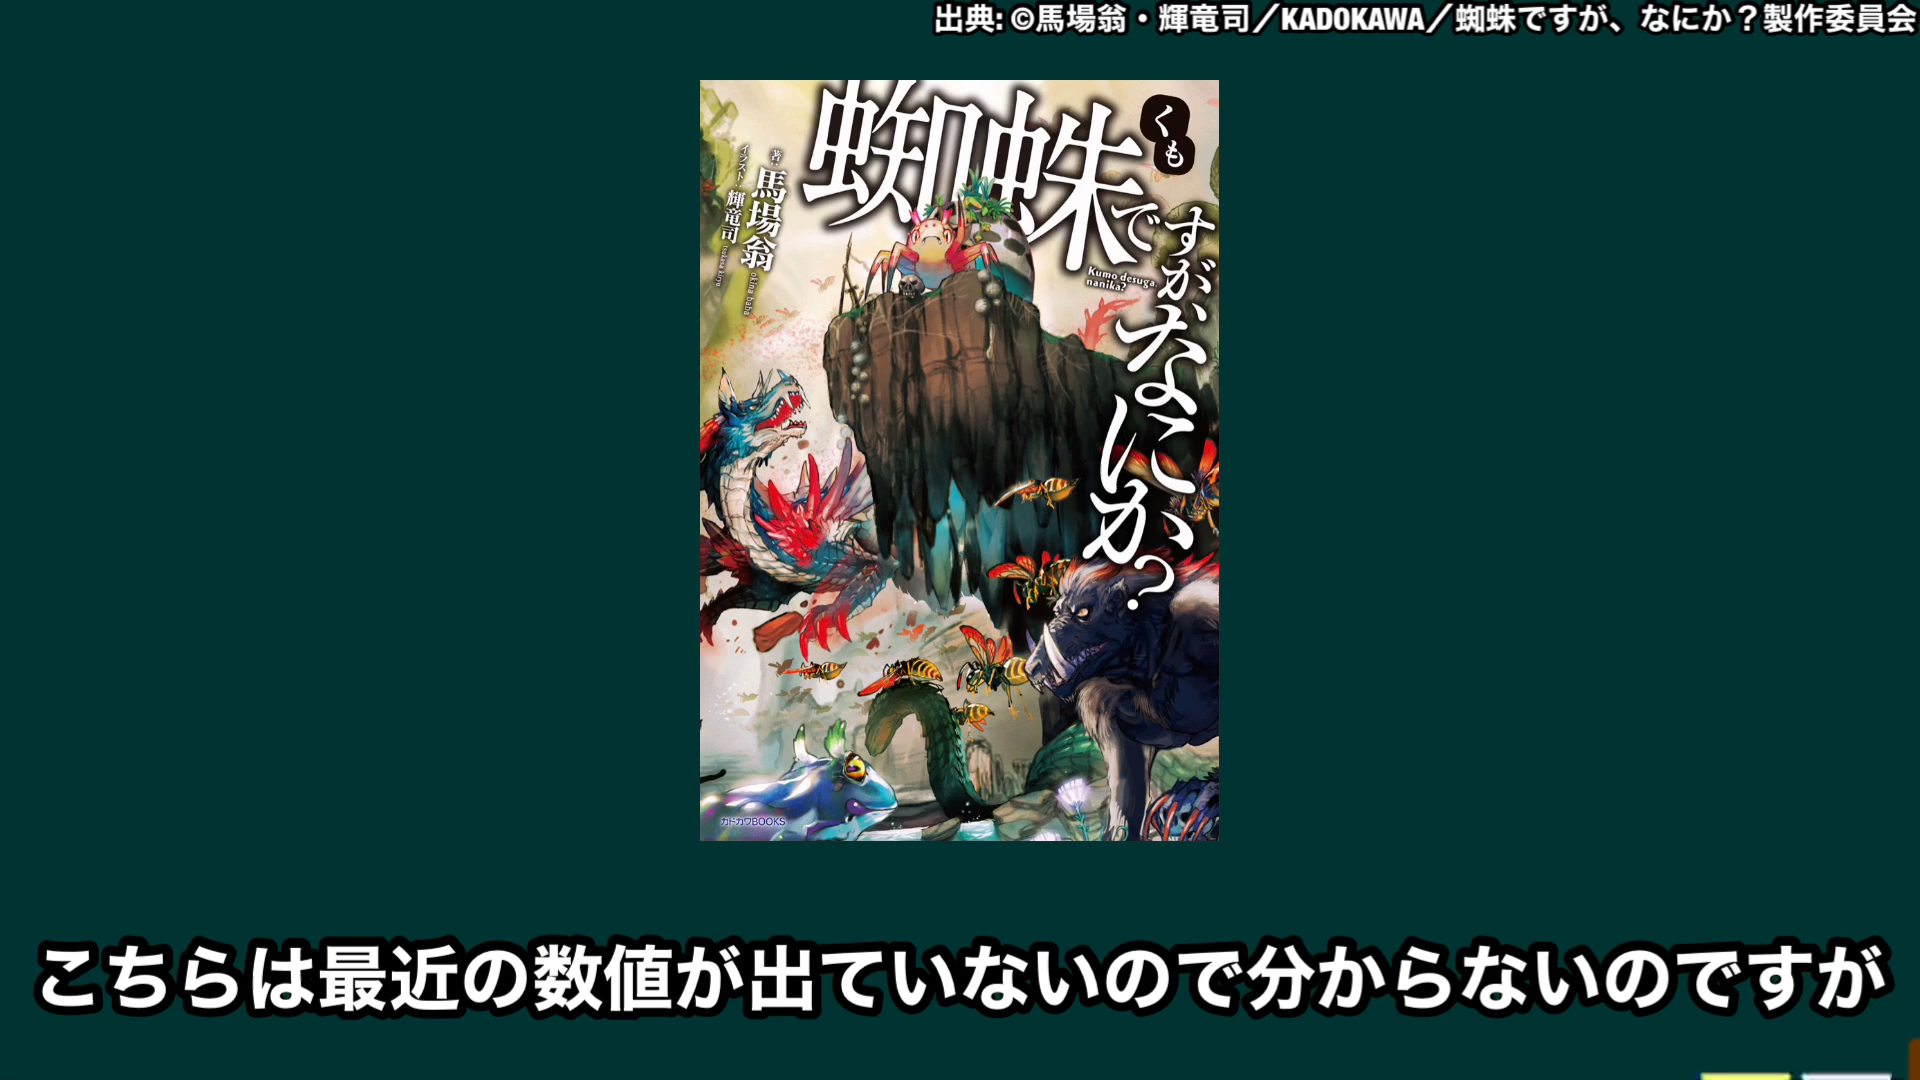 出典: ©馬場翁・輝竜司／KADOKAWA／蜘蛛ですが、なにか？製作委員会
くも
蜘蛛で
すが、
なにか?
Kumo desuga,
nanika?
著:馬場翁
okina baba
イラスト:輝竜司
tsukasa kiryu
カドカワBOOKS
こちらは最近の数値が出ていないので分からないのですが